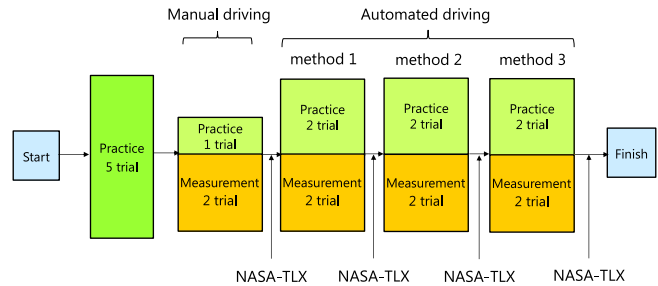 Manual driving
Automated driving
method 1
method 2
method 3
Start
Practice
5 trial
Practice
1 trial
Measurement
2 trial
Practice
2 trial
Measurement
2 trial
Practice
2 trial
Measurement
2 trial
Practice
2 trial
Measurement
2 trial
Finish
NASA-TLX
NASA-TLX
NASA-TLX
NASA-TLX